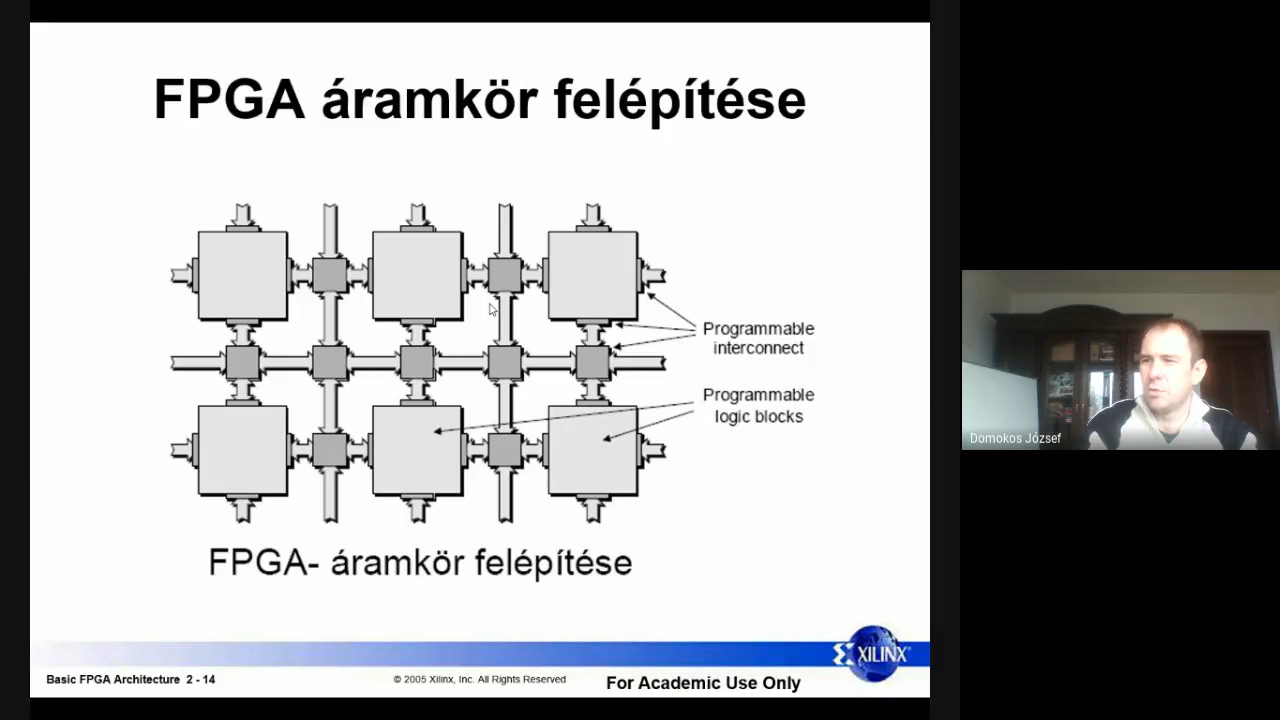 FPGA áramkör felépítése
Programmable
interconnect
Programmable
logic blocks
FPGA- áramkör felépítése
XILINX®
Basic FPGA Architecture 2 - 14
© 2005 Xilinx, Inc. All Rights Reserved
For Academic Use Only
Domokos József